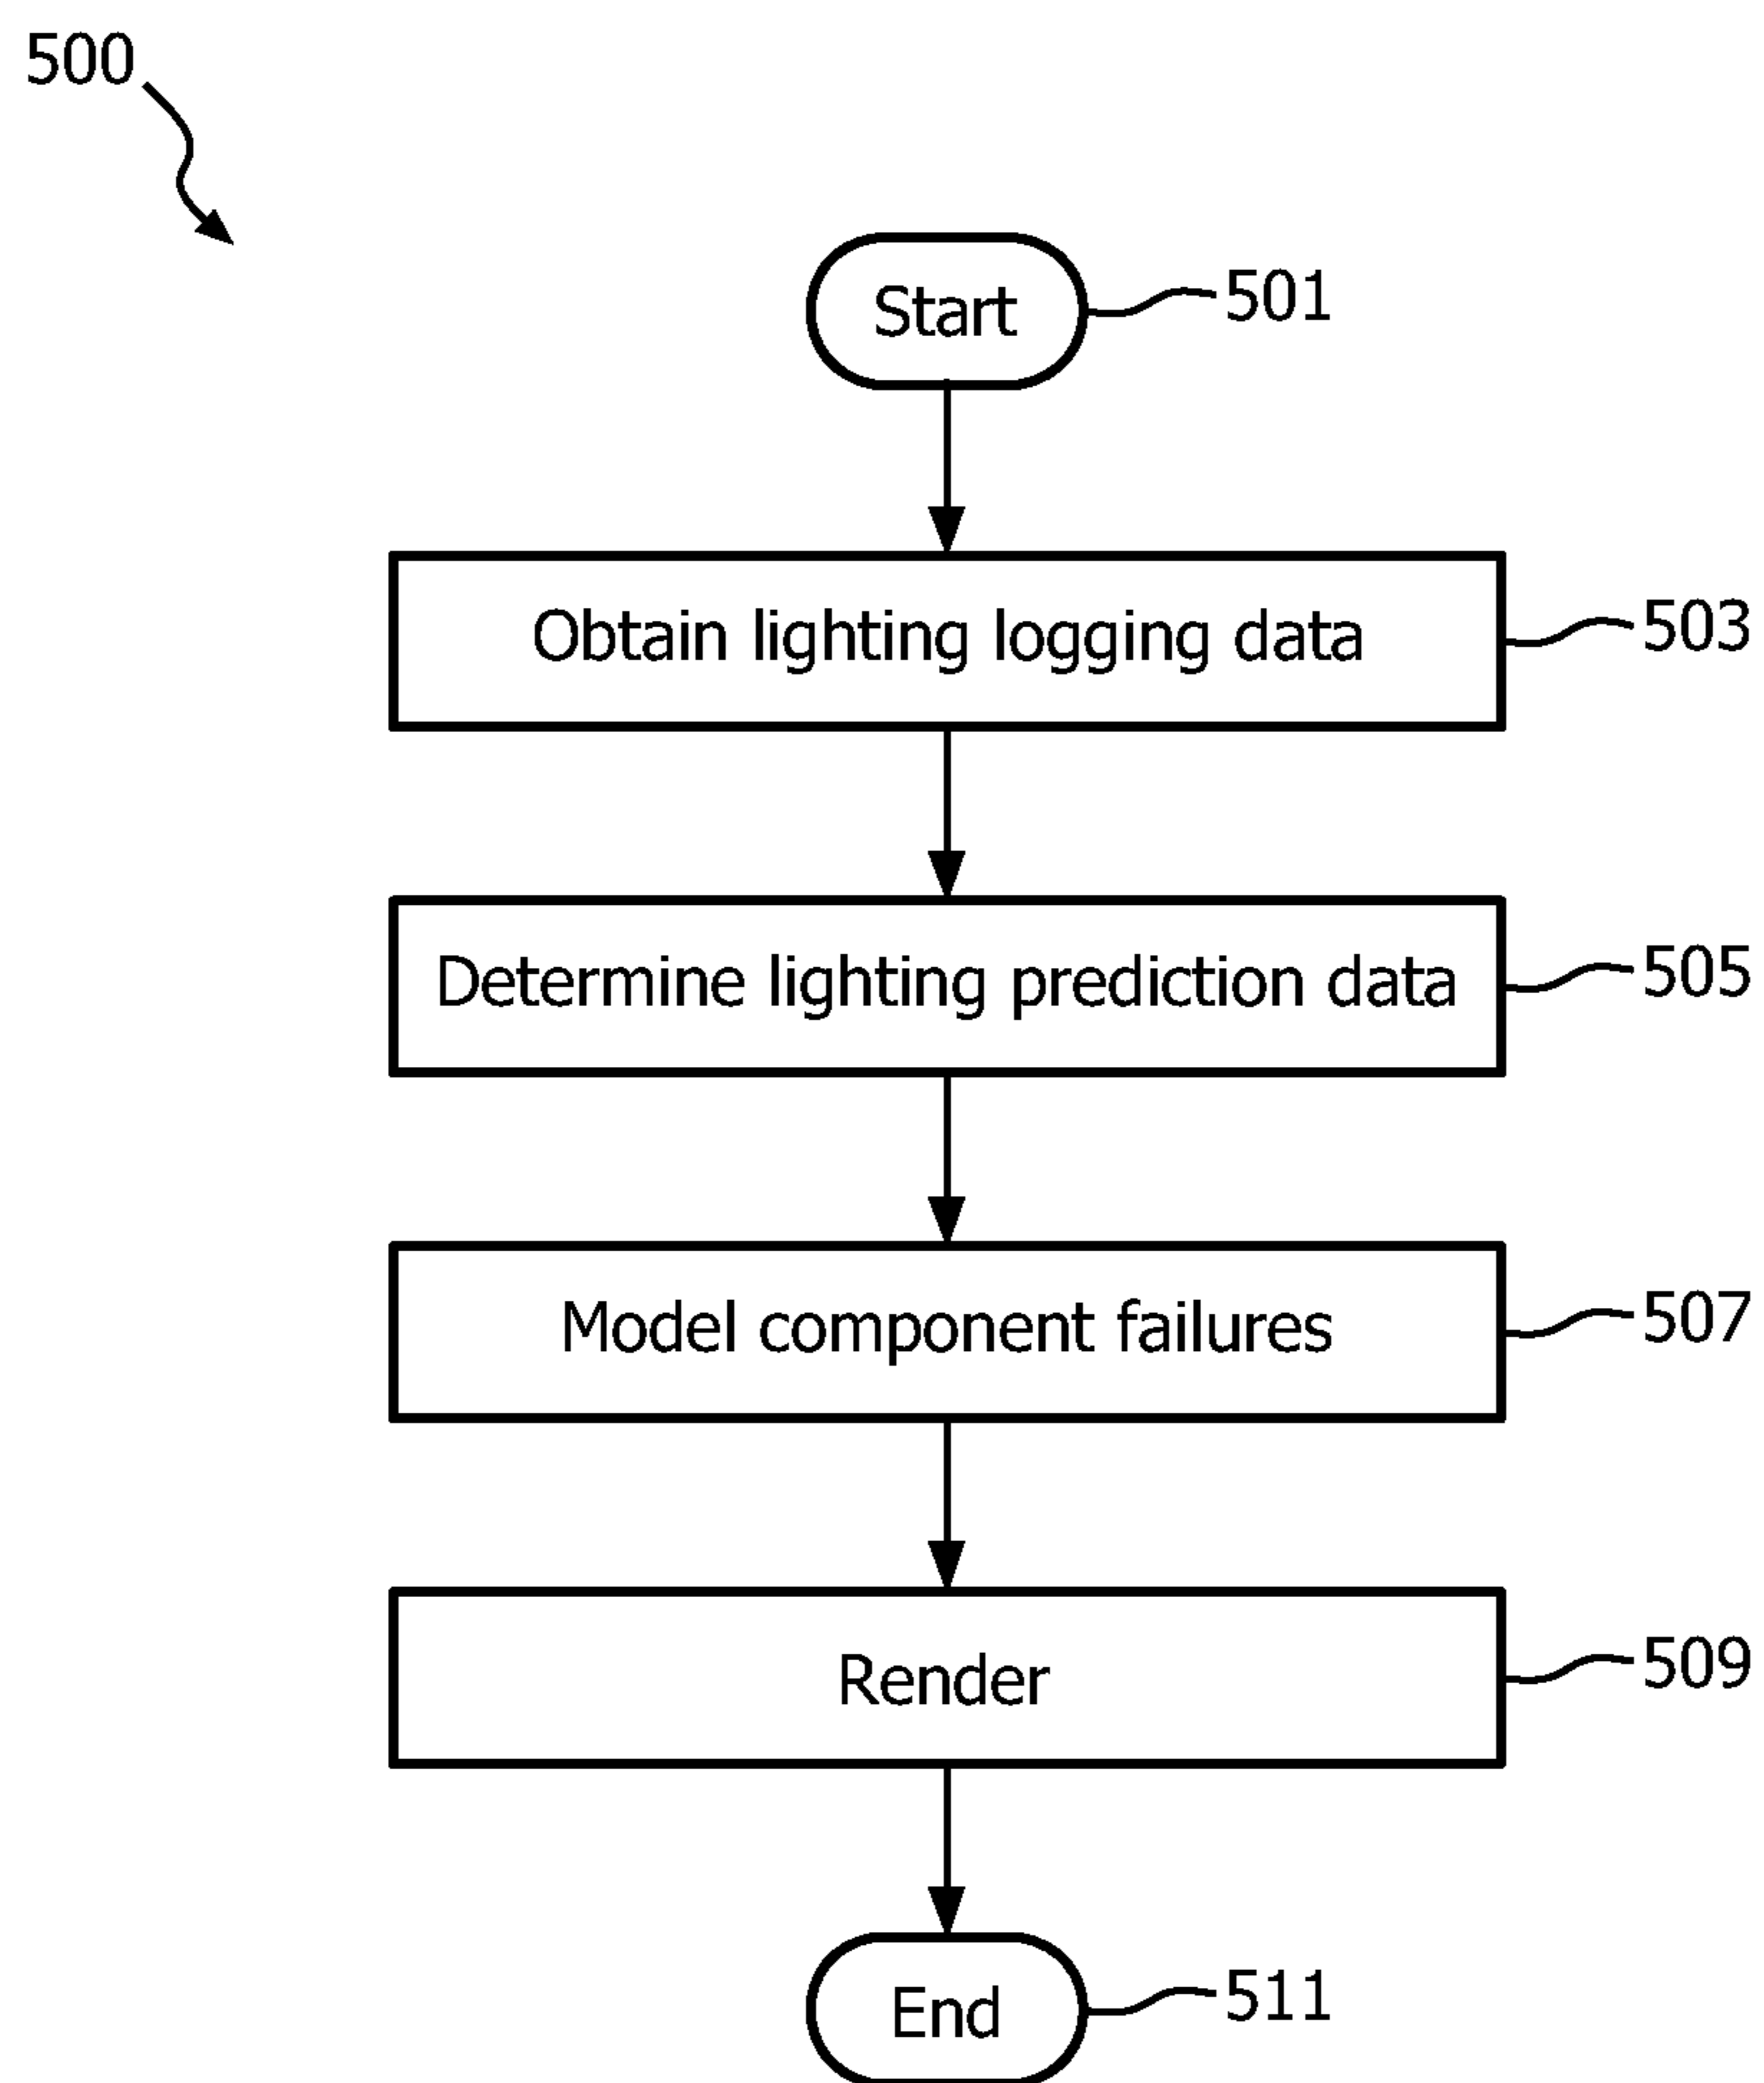 500
Start
501
Obtain lighting logging data
503
Determine lighting prediction data
505
Model component failures
507
Render
509
End
511